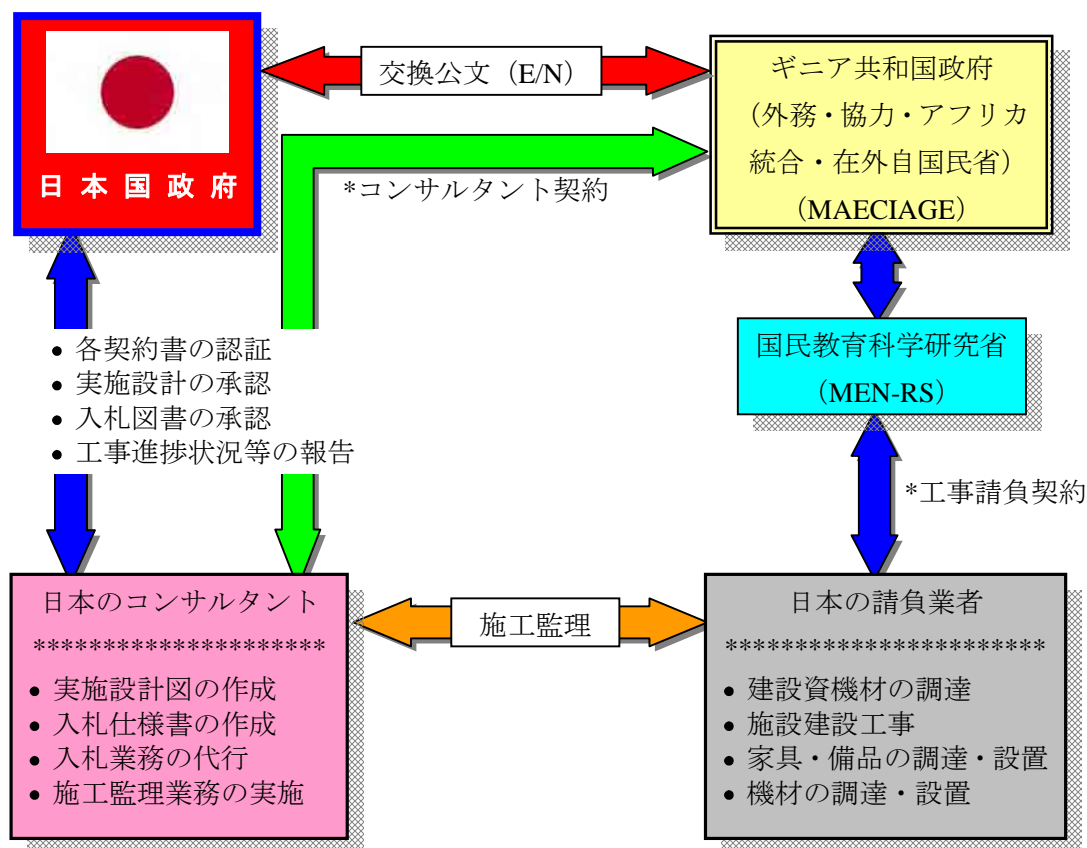 日本国政府
交換公文（E/N）
ギニア共和国政府
（外務・協力・アフリカ
統合・在外自国民省）
（MAECIAGE）
*コンサルタント契約
• 各契約書の認証
• 実施設計の承認
• 入札図書の承認
• 工事進捗状況等の報告
国民教育科学研究省
（MEN-RS）
*工事請負契約
日本のコンサルタント
*********************
• 実施設計図の作成
• 入札仕様書の作成
• 入札業務の代行
• 施工監理業務の実施
施工監理
日本の請負業者
***********************
• 建設資機材の調達
• 施設建設工事
• 家具・備品の調達・設置
• 機材の調達・設置